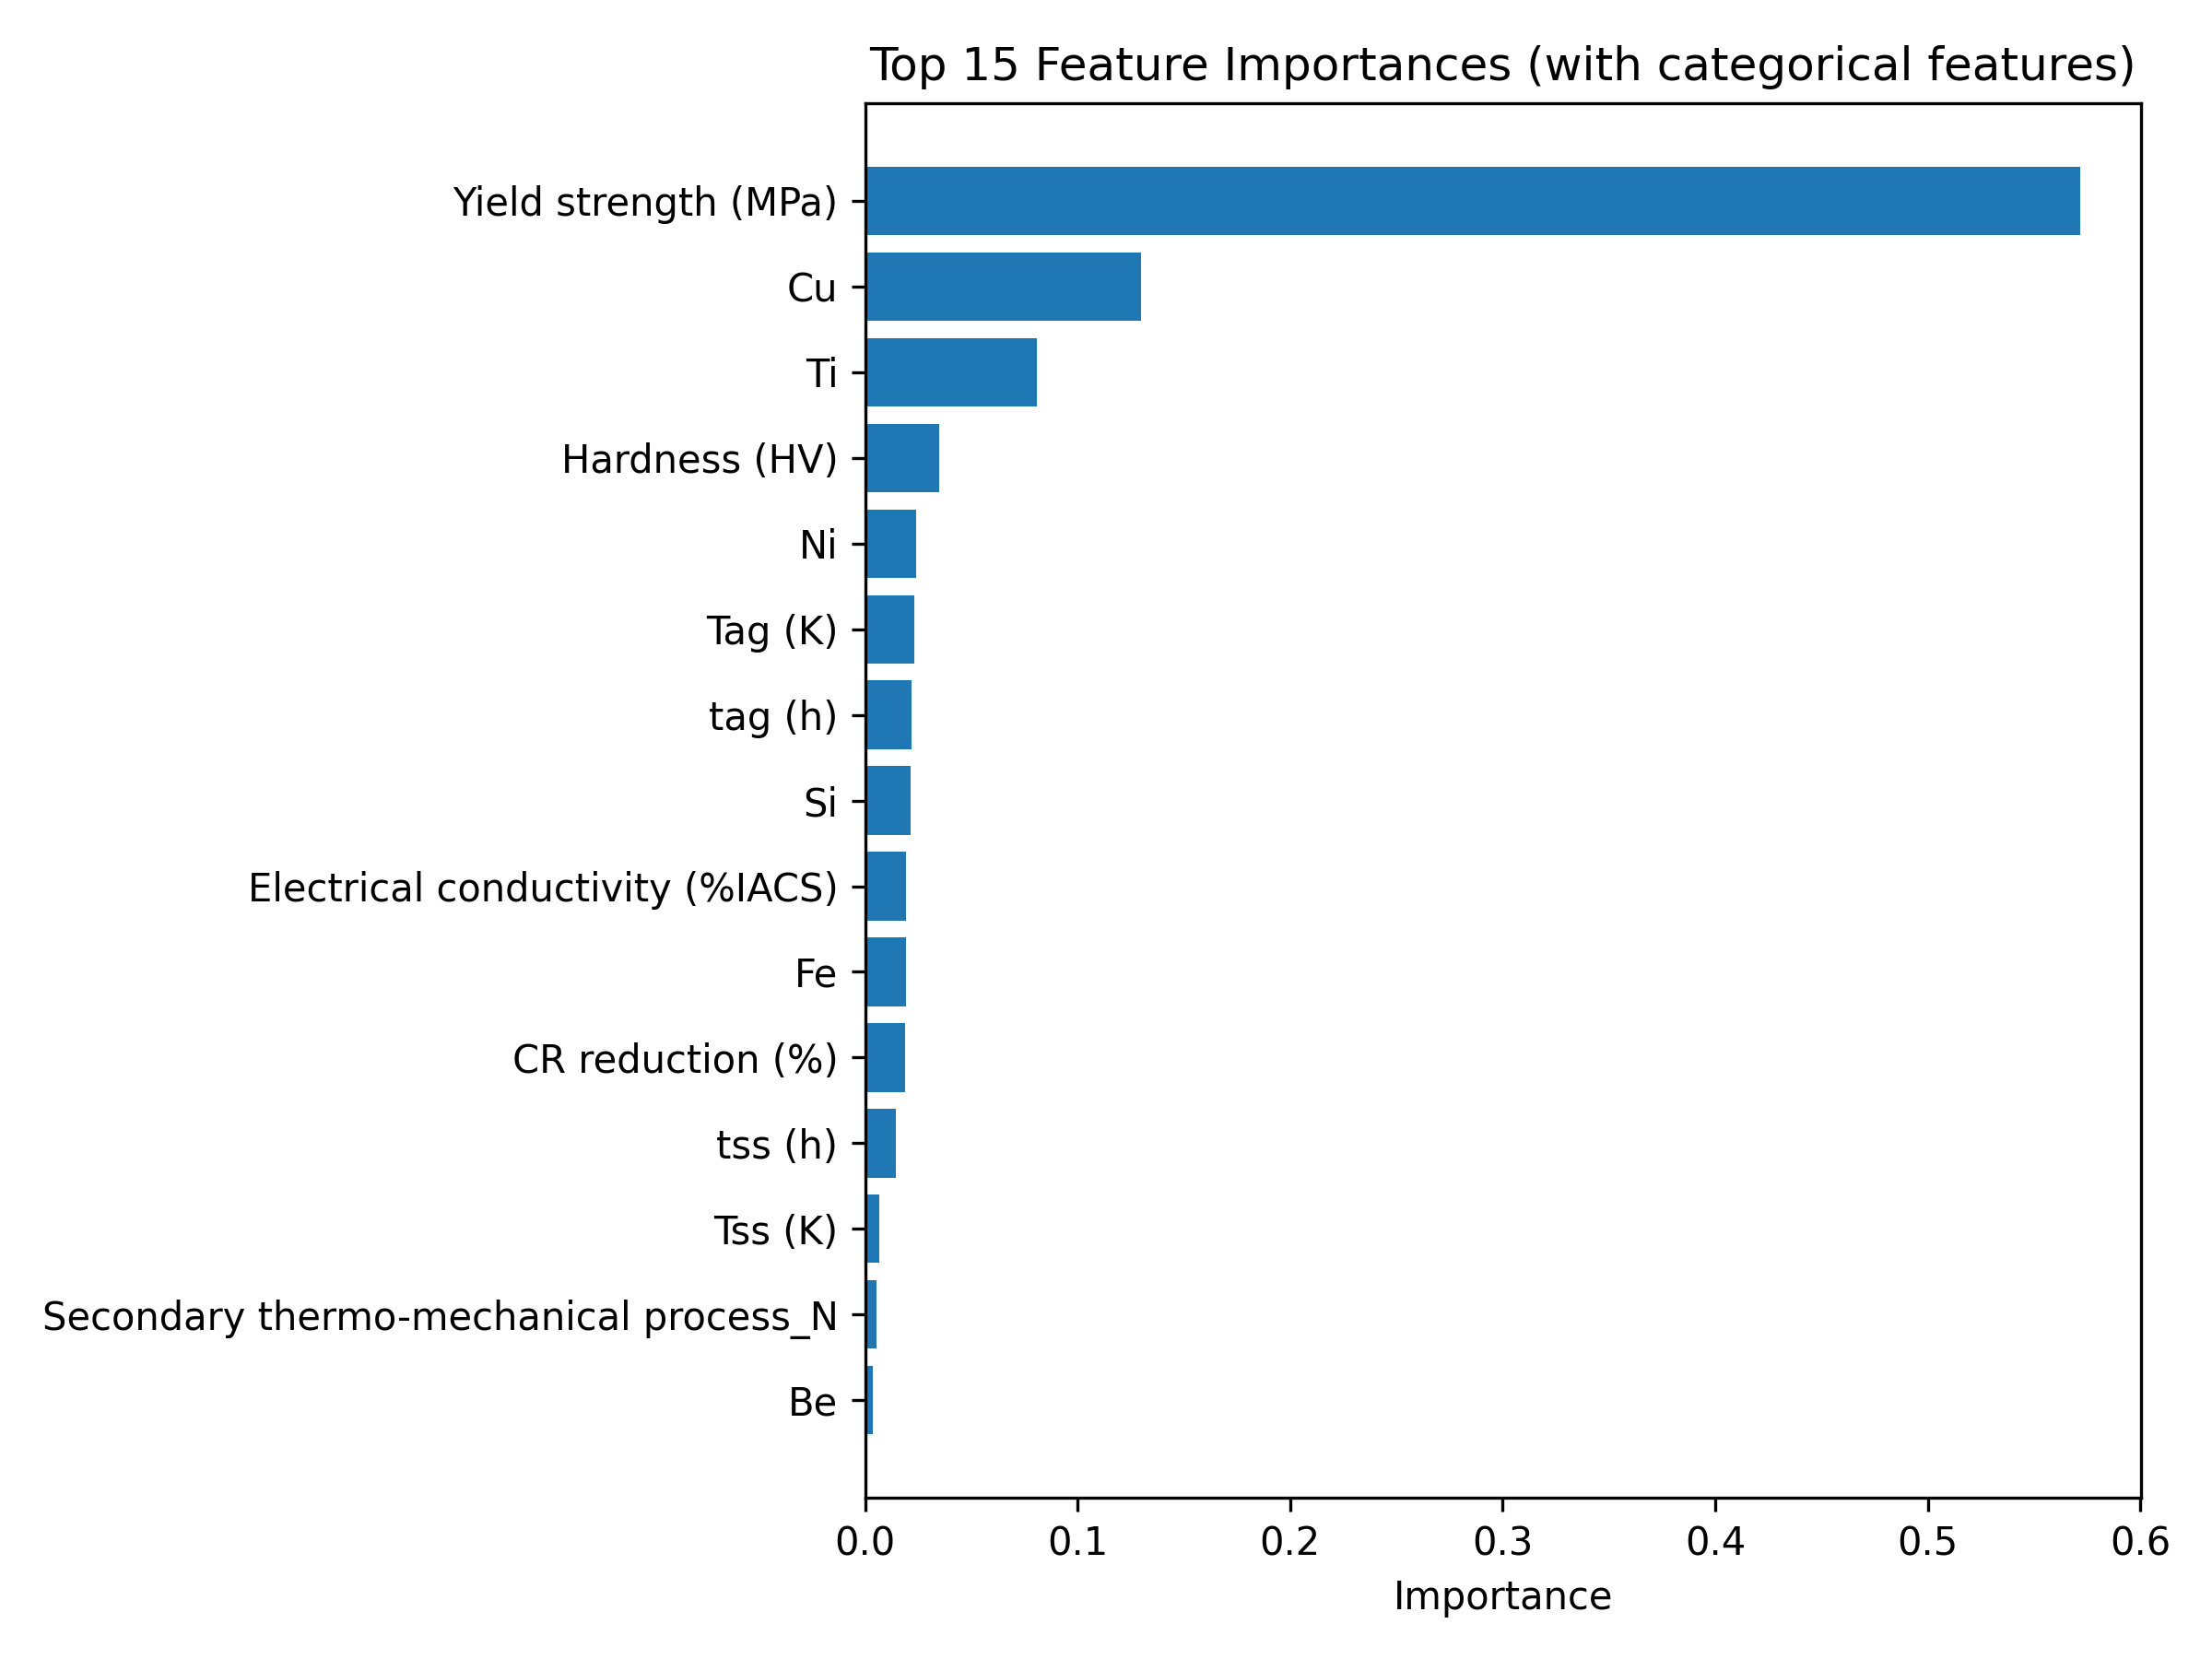 Top 15 Feature Importances (with categorical features)
Yield strength (MPa)
Cu
Ti
Hardness (HV)
Ni
Tag (K)
tag (h)
Si
Electrical conductivity (%IACS)
Fe
CR reduction (%)
tss (h)
Tss (K)
Secondary thermo-mechanical process_N
Be
0.0 0.1 0.2 0.3 0.4 0.5 0.6
Importance